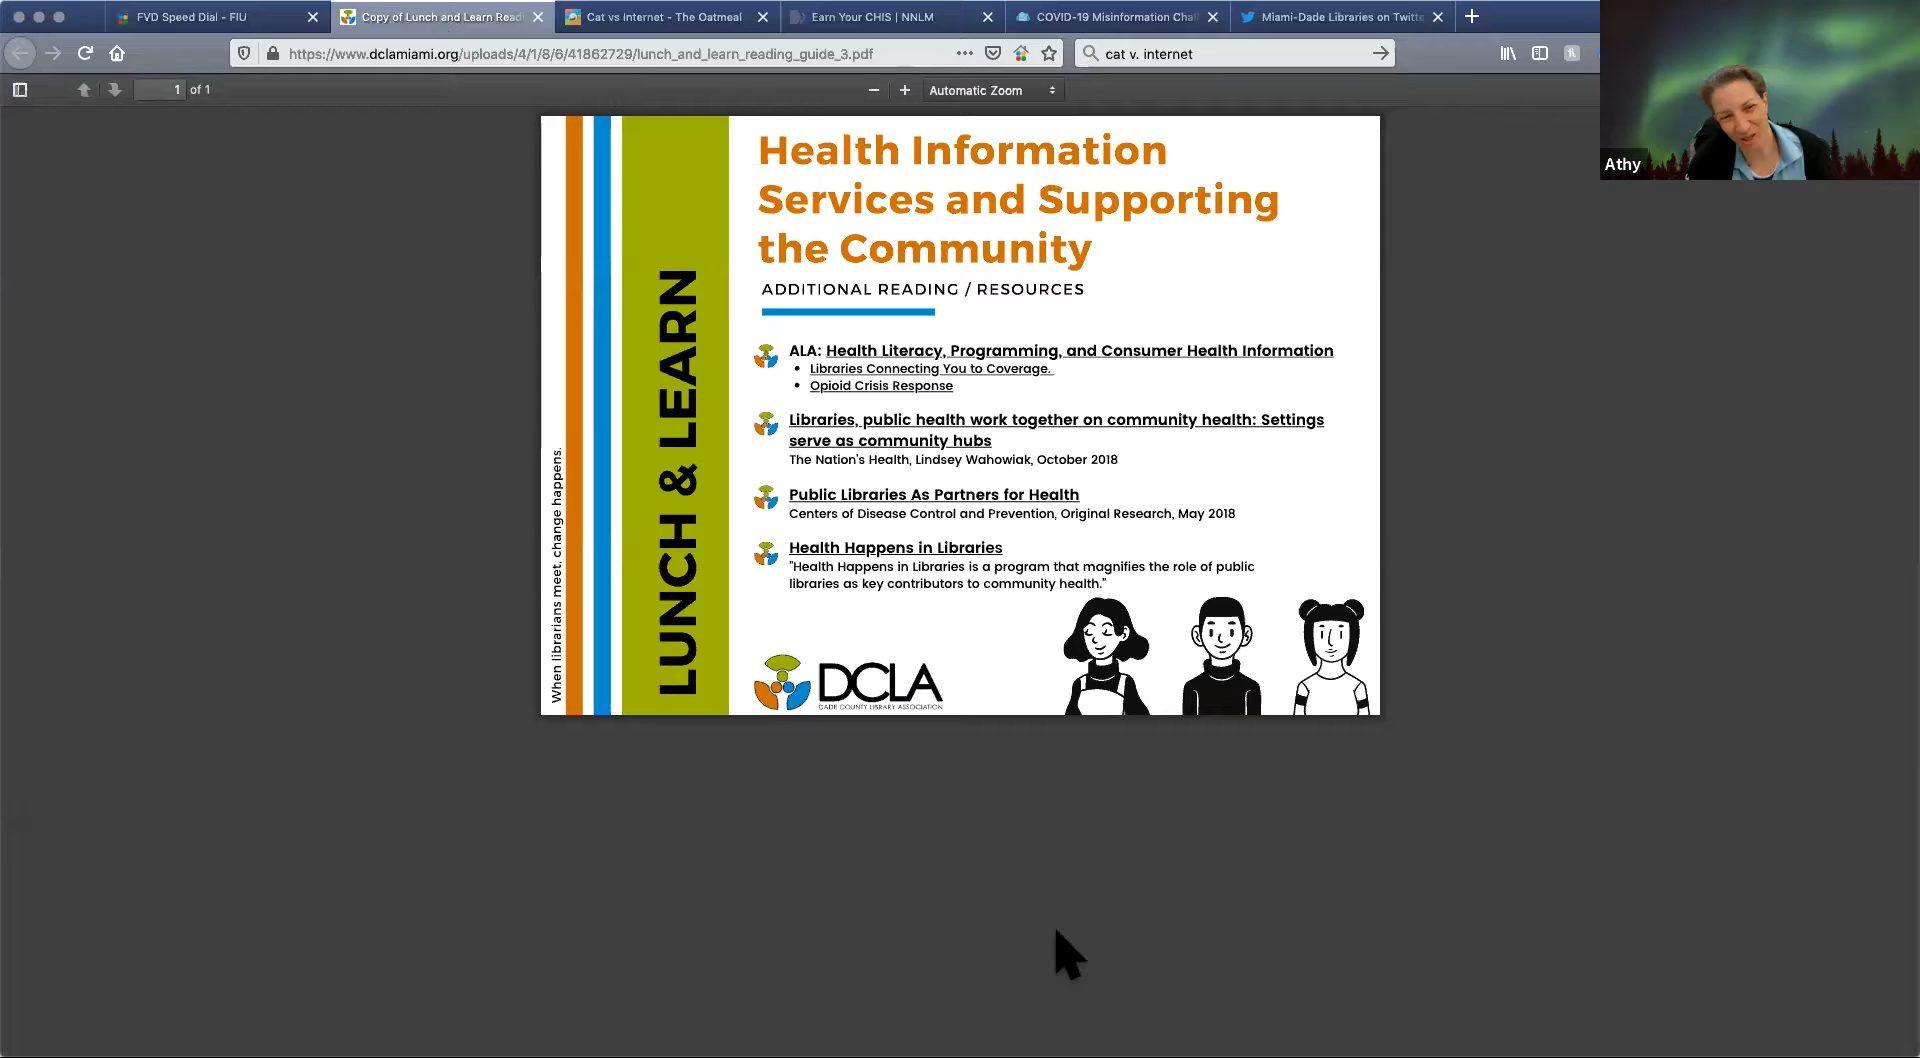 FVD Speed Dial - FIU
Copy of Lunch and Learn Read
Cat vs Internet - The Oatmeal
Earn Your CHIS | NNLM
COVID-19 Misinformation Chal
Miami-Dade Libraries on Twitte
https://www.dclamiami.org/uploads/4/1/8/6/41862729/lunch_and_learn_reading_guide_3.pdf
cat v. internet
1 of 1
Automatic Zoom
Athy
When librarians meet, change happens.
LUNCH & LEARN
Health Information
Services and Supporting
the Community
ADDITIONAL READING / RESOURCES
ALA: Health Literacy, Programming, and Consumer Health Information
• Libraries Connecting You to Coverage.
• Opioid Crisis Response
Libraries, public health work together on community health: Settings
serve as community hubs
The Nation's Health, Lindsey Wahowiak, October 2018
Public Libraries As Partners for Health
Centers of Disease Control and Prevention, Original Research, May 2018
Health Happens in Libraries
"Health Happens in Libraries is a program that magnifies the role of public
libraries as key contributors to community health."
DCLA
DADE COUNTY LIBRARY ASSOCIATION